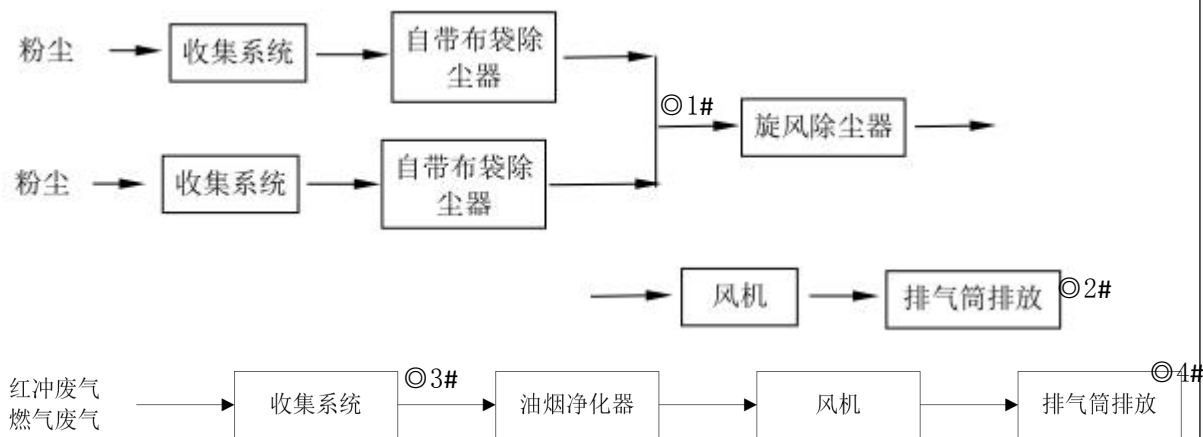 粉尘 收集系统 自带布袋除
尘器
◎1#
旋风除尘器
粉尘 收集系统 自带布袋除
尘器
风机 排气筒排放 ◎2#
红冲废气
燃气废气
收集系统 ◎3# 油烟净化器 风机 排气筒排放 ◎4#